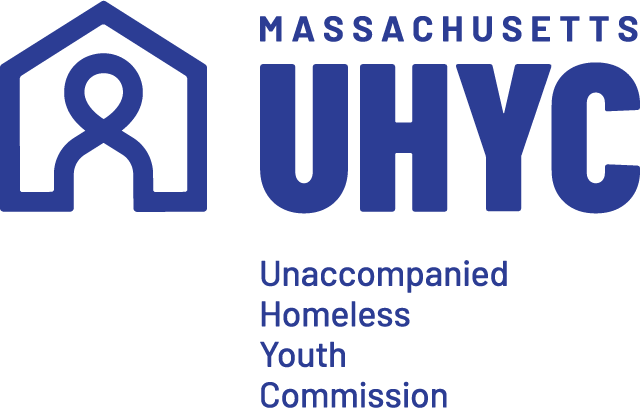 MASSACHUSETTS
UHYC
Unaccompanied
Homeless
Youth
Commission